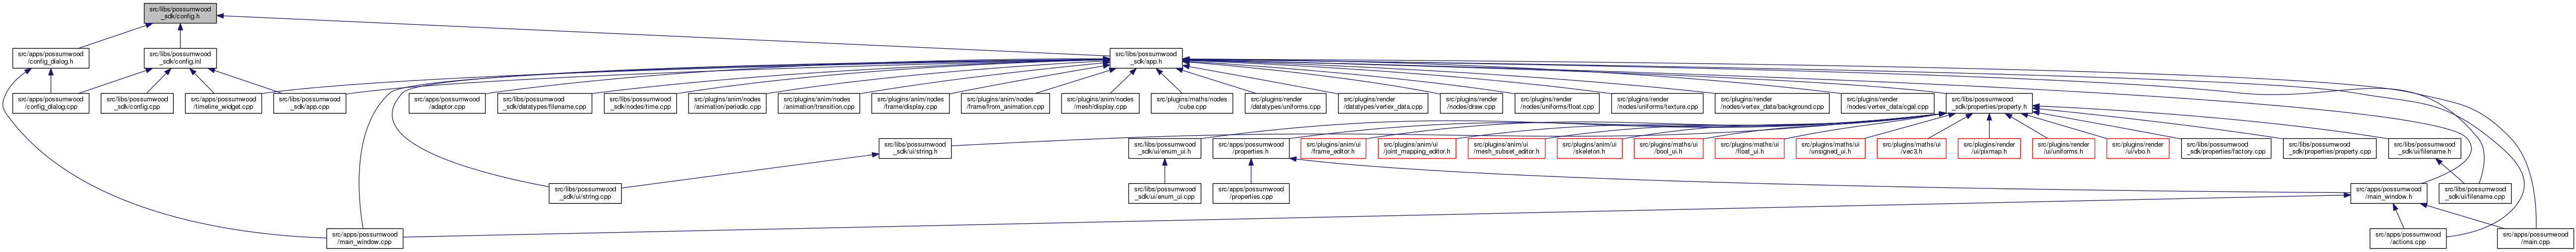 src/libs/possumwood
_sdk/config.h
src/apps/possumwood
/config_dialog.h
src/libs/possumwood
_sdk/config.inl
src/libs/possumwood
_sdk/app.h
src/apps/possumwood
/config_dialog.cpp
src/libs/possumwood
_sdk/config.cpp
src/apps/possumwood
/timeline_widget.cpp
src/libs/possumwood
_sdk/app.cpp
src/apps/possumwood
/adaptor.cpp
src/libs/possumwood
_sdk/datatypes/filename.cpp
src/libs/possumwood
_sdk/nodes/time.cpp
src/plugins/anim/nodes
/animation/periodic.cpp
src/plugins/anim/nodes
/animation/transition.cpp
src/plugins/anim/nodes
/frame/display.cpp
src/plugins/anim/nodes
/frame/from_animation.cpp
src/plugins/anim/nodes
/mesh/display.cpp
src/plugins/maths/nodes
/cube.cpp
src/plugins/render
/datatypes/uniforms.cpp
src/plugins/render
/datatypes/vertex_data.cpp
src/plugins/render
/nodes/draw.cpp
src/plugins/render
/nodes/uniforms/float.cpp
src/plugins/render
/nodes/uniforms/texture.cpp
src/plugins/render
/nodes/vertex_data/background.cpp
src/plugins/render
/nodes/vertex_data/cgal.cpp
src/libs/possumwood
_sdk/properties/property.h
src/libs/possumwood
_sdk/ui/string.h
src/libs/possumwood
_sdk/ui/enum_ui.h
src/apps/possumwood
/properties.h
src/plugins/anim/ui
/frame_editor.h
src/plugins/anim/ui
/joint_mapping_editor.h
src/plugins/anim/ui
/mesh_subset_editor.h
src/plugins/anim/ui
/skeleton.h
src/plugins/maths/ui
/bool_ui.h
src/plugins/maths/ui
/float_ui.h
src/plugins/maths/ui
/unsigned_ui.h
src/plugins/maths/ui
/vec3.h
src/plugins/render
/ui/pixmap.h
src/plugins/render
/ui/uniforms.h
src/plugins/render
/ui/vbo.h
src/libs/possumwood
_sdk/properties/factory.cpp
src/libs/possumwood
_sdk/properties/property.cpp
src/libs/possumwood
_sdk/ui/filename.h
src/libs/possumwood
_sdk/ui/string.cpp
src/libs/possumwood
_sdk/ui/enum_ui.cpp
src/apps/possumwood
/properties.cpp
src/apps/possumwood
/main_window.h
src/libs/possumwood
_sdk/ui/filename.cpp
src/apps/possumwood
/main_window.cpp
src/apps/possumwood
/actions.cpp
src/apps/possumwood
/main.cpp